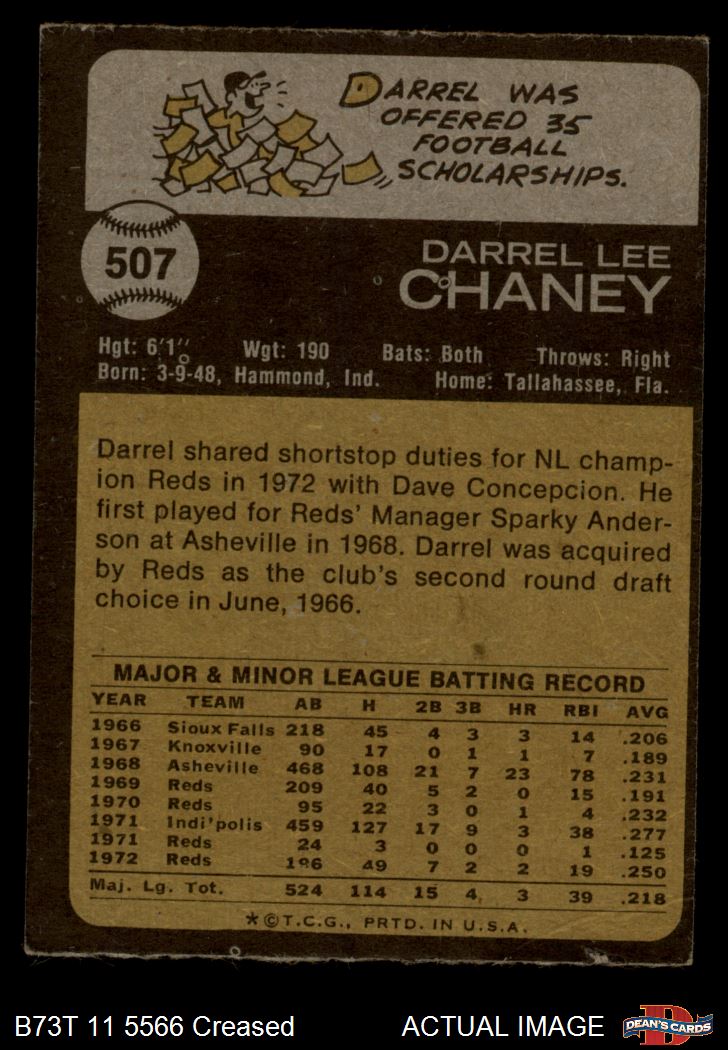 DARREL WAS
OFFERED 35
FOOTBALL
SCHOLARSHIPS.
507
DARREL LEE
CHANEY
Hgt: 6'1" Wgt: 190 Bats: Both Throws: Right
Born: 3-9-48, Hammond, Ind. Home: Tallahassee, Fla.
Darrel shared shortstop duties for NL champ-
ion Reds in 1972 with Dave Concepcion. He
first played for Reds' Manager Sparky Ander-
son at Asheville in 1968. Darrel was acquired
by Reds as the club's second round draft
choice in June, 1966.
MAJOR & MINOR LEAGUE BATTING RECORD
YEAR TEAM AB H 2B 3B HR RBI AVG
1966 Sioux Falls 218 45 4 3 3 14 .206
1967 Knoxville 90 17 0 1 1 7 .189
1968 Asheville 468 108 21 7 23 78 .231
1969 Reds 209 40 5 2 0 15 .191
1970 Reds 95 22 3 0 1 4 .232
1971 Indi'polis 459 127 17 9 3 38 .277
1971 Reds 24 3 0 0 0 1 .125
1972 Reds 196 49 7 2 2 19 .250
Maj. Lg. Tot. 524 114 15 4 3 39 .218
*©T.C.G., PRTD. IN U.S.A.
B73T 11 5566 Creased ACTUAL IMAGE
D
DEAN'S CARDS